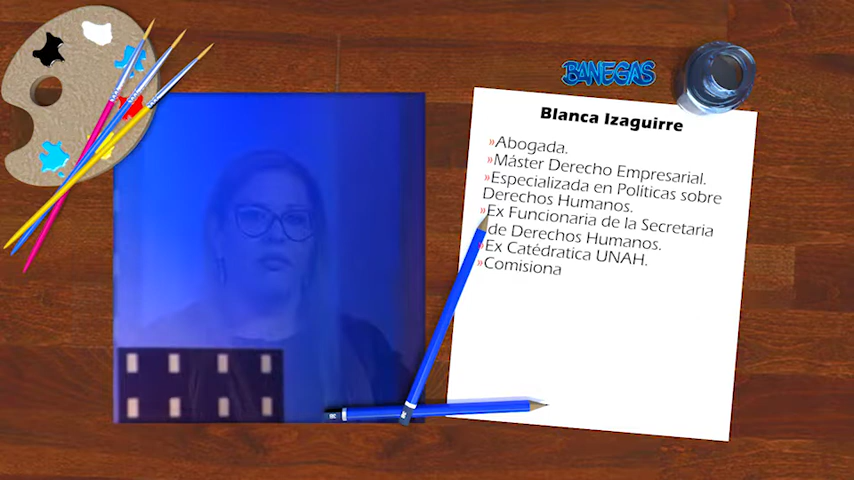 BANEGAS
Blanca Izaguirre
»Abogada.
»Máster Derecho Empresarial.
»Especializada en Políticas sobre
Derechos Humanos.
»Ex Funcionaria de la Secretaria
de Derechos Humanos.
»Ex Catédratica UNAH.
»Comisiona